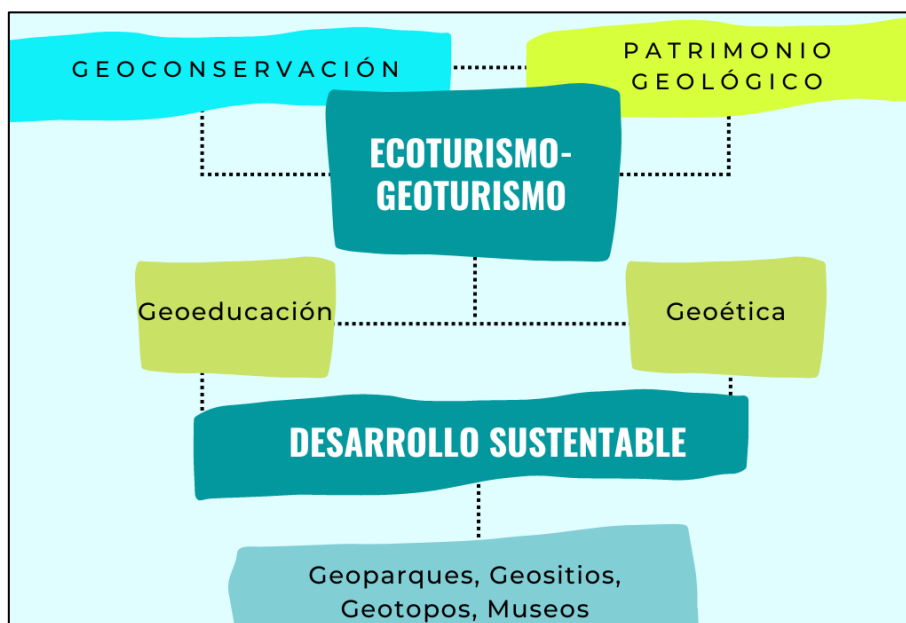 GEOCONSERVACIÓN
PATRIMONIO
GEOLÓGICO
ECOTURISMO-
GEOTURISMO
Geoeducación
Geoética
DESARROLLO SUSTENTABLE
Geoparques, Geositios,
Geotopos, Museos